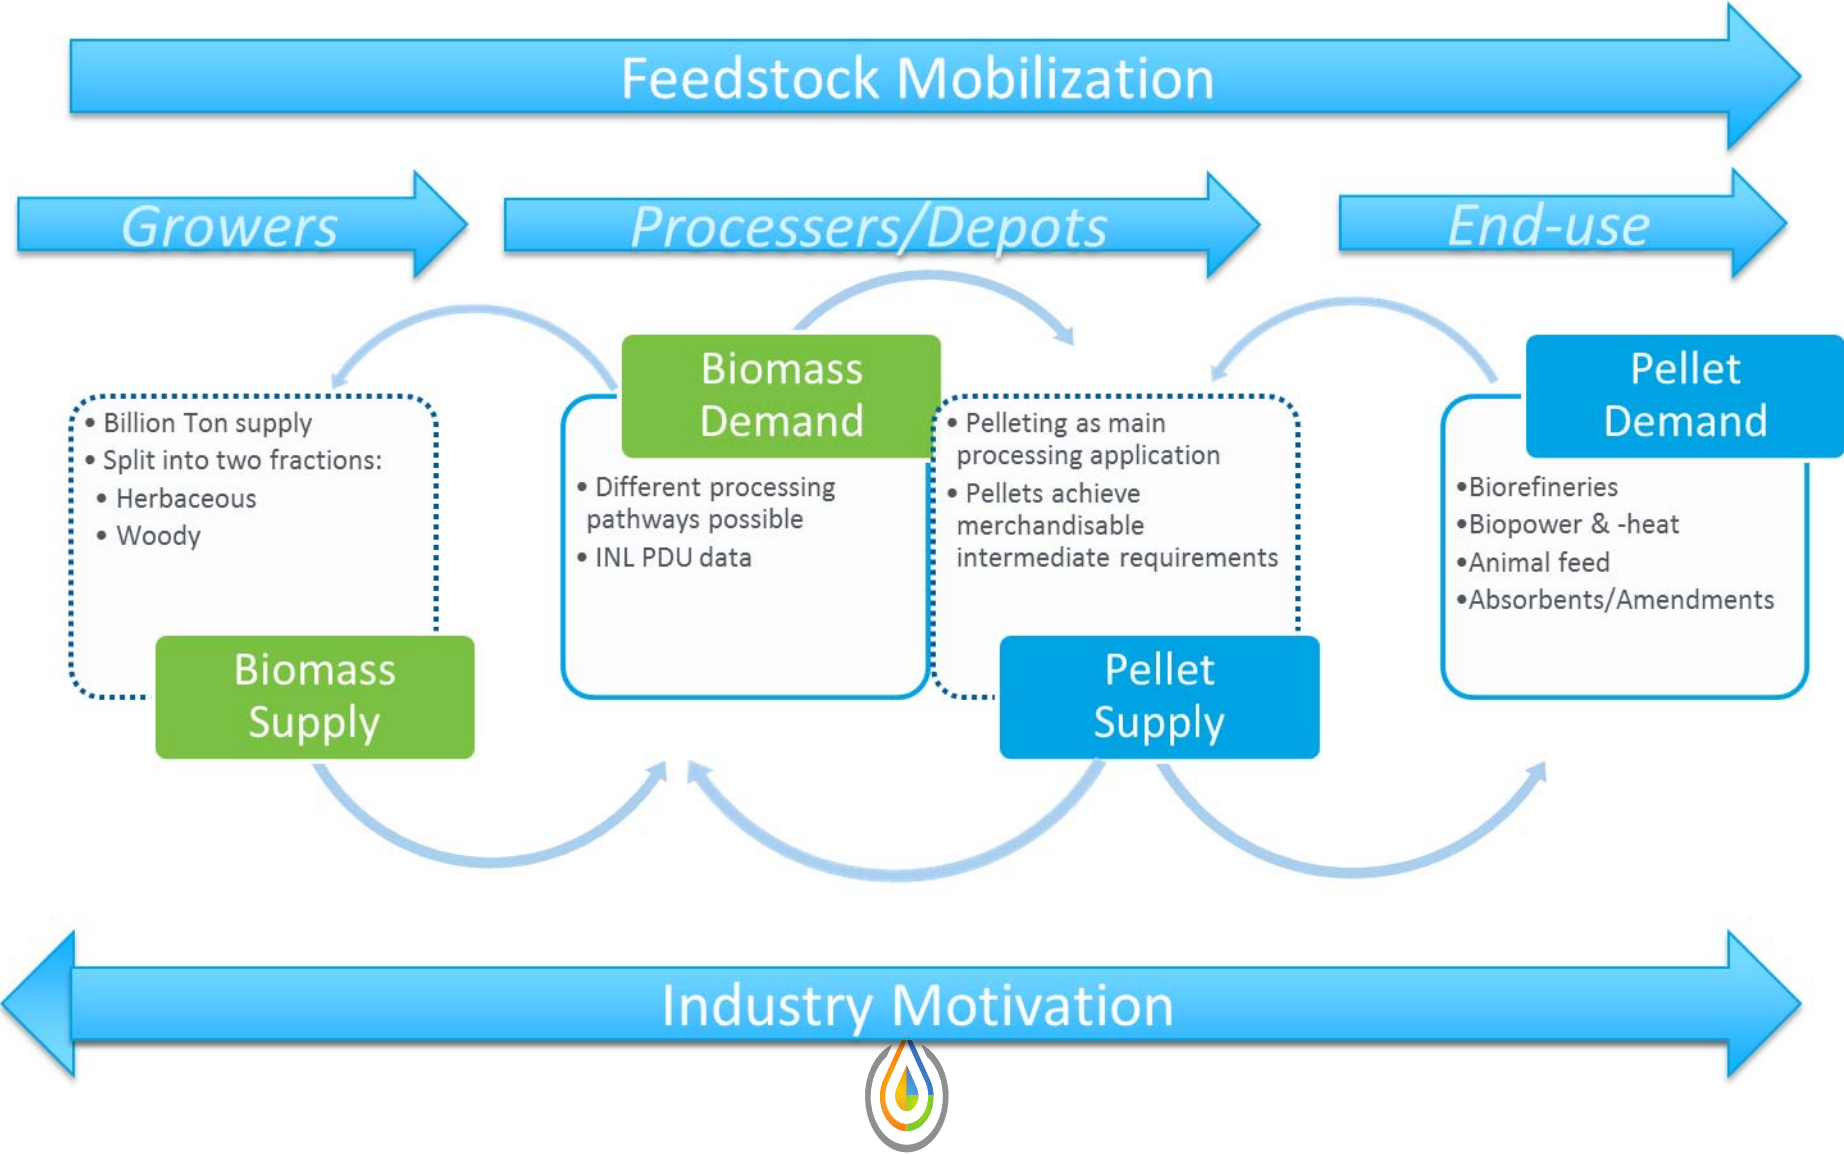 Feedstock Mobilization
Growers
Processers/Depots
End-use
• Billion Ton supply
• Split into two fractions:
• Herbaceous
• Woody
Biomass
Supply
Biomass
Demand
• Different processing
pathways possible
• INL PDU data
• Pelleting as main
processing application
• Pellets achieve
merchandisable
intermediate requirements
Pellet
Supply
Pellet
Demand
•Biorefineries
•Biopower & -heat
•Animal feed
•Absorbents/Amendments
Industry Motivation